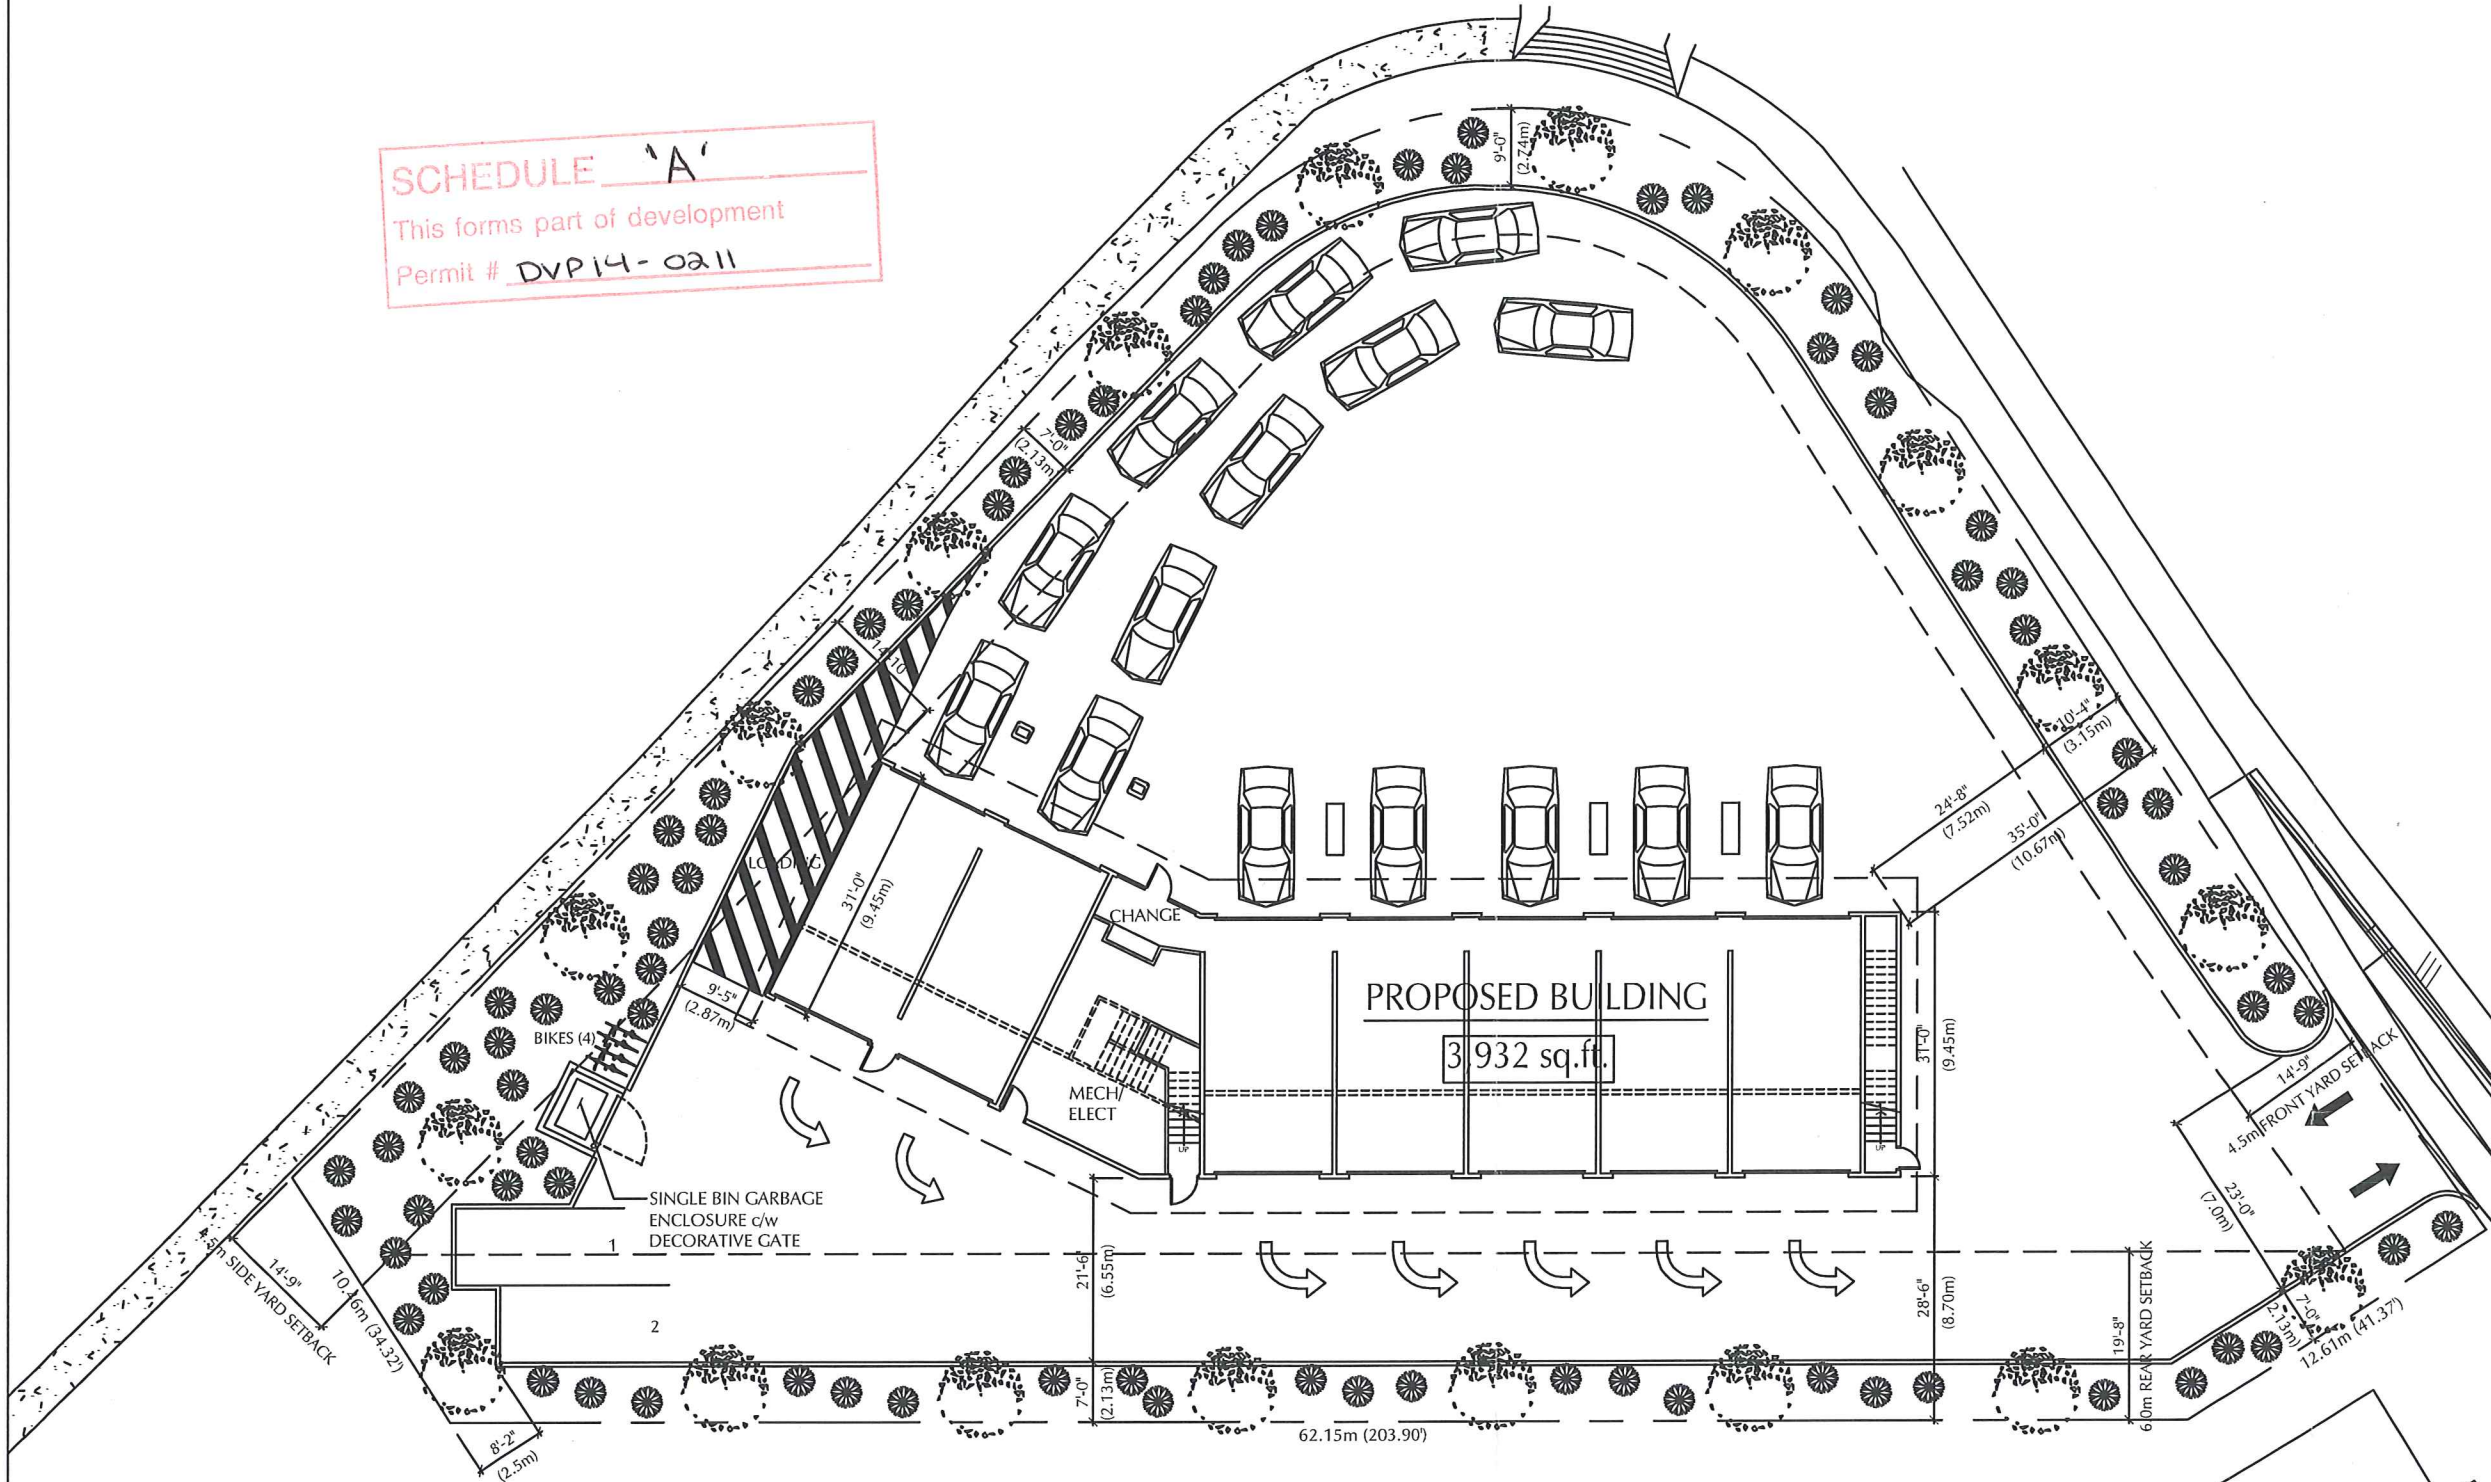 SCHEDULE 'A'
This forms part of development
Permit # DVP14-0211
9'-0"
(2.74m)
7'-0"
(2.13m)
14'-10
10'-4"
(3.15m)
24'-8"
(7.52m)
35'-0"
(10.67m)
LOADING
31'-0"
(9.45m)
CHANGE
9'-5"
(2.87m)
BIKES (4)
PROPOSED BUILDING
3,932 sq.ft.
31'-0"
(9.45m)
MECH/
ELECT
UP
UP
14'-9"
4.5m FRONT YARD SETBACK
23'-0"
(7.0m)
SINGLE BIN GARBAGE
ENCLOSURE c/w
DECORATIVE GATE
1
2
14'-9"
4.5m SIDE YARD SETBACK
10.46m (34.32')
21'-6"
(6.55m)
28'-6"
(8.70m)
19'-8"
6.0m REAR YARD SETBACK
7'-0"
(2.13m)
12.61m (41.37')
7'-0"
(2.13m)
8'-2"
(2.5m)
62.15m (203.90')